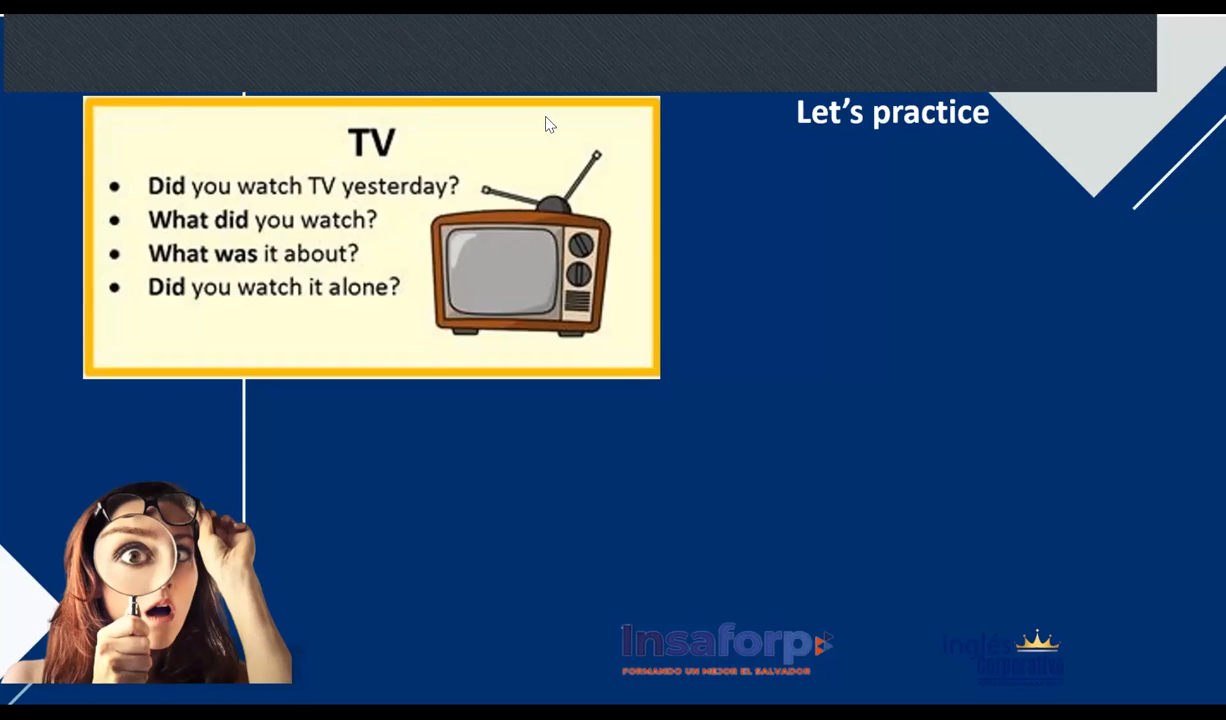 Let's practice
TV
• Did you watch TV yesterday?
• What did you watch?
• What was it about?
• Did you watch it alone?
Insaforp
FORMANDO UN MEJOR EL SALVADOR
Inglés
Corporativo